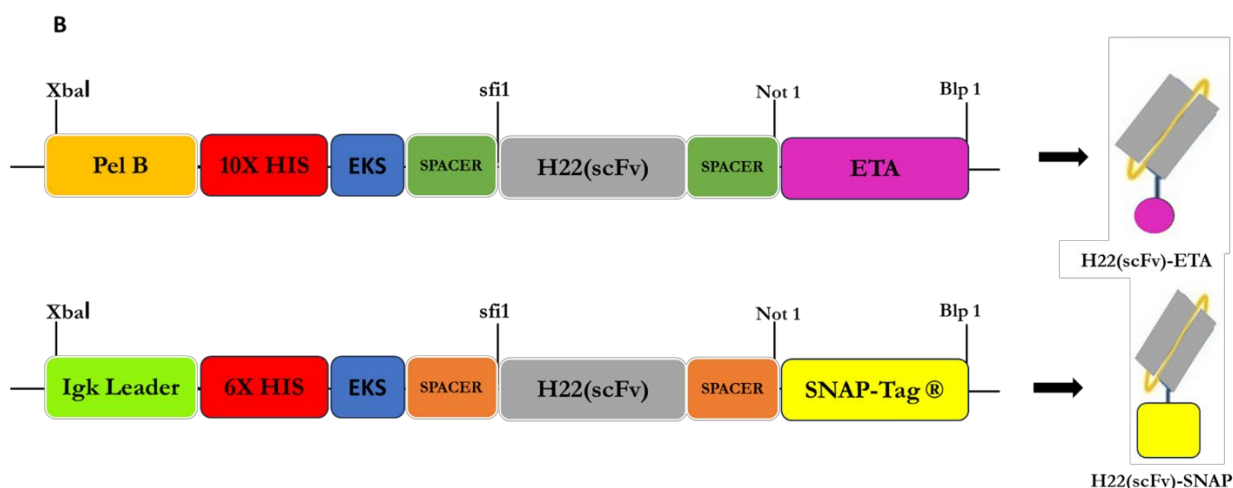 B
XbaI
sfi1
Not 1
Blp 1
Pel B
10X HIS
EKS
SPACER
H22(scFv)
SPACER
ETA
H22(scFv)-ETA
XbaI
sfi1
Not 1
Blp 1
Igk Leader
6X HIS
EKS
SPACER
H22(scFv)
SPACER
SNAP-Tag ®
H22(scFv)-SNAP